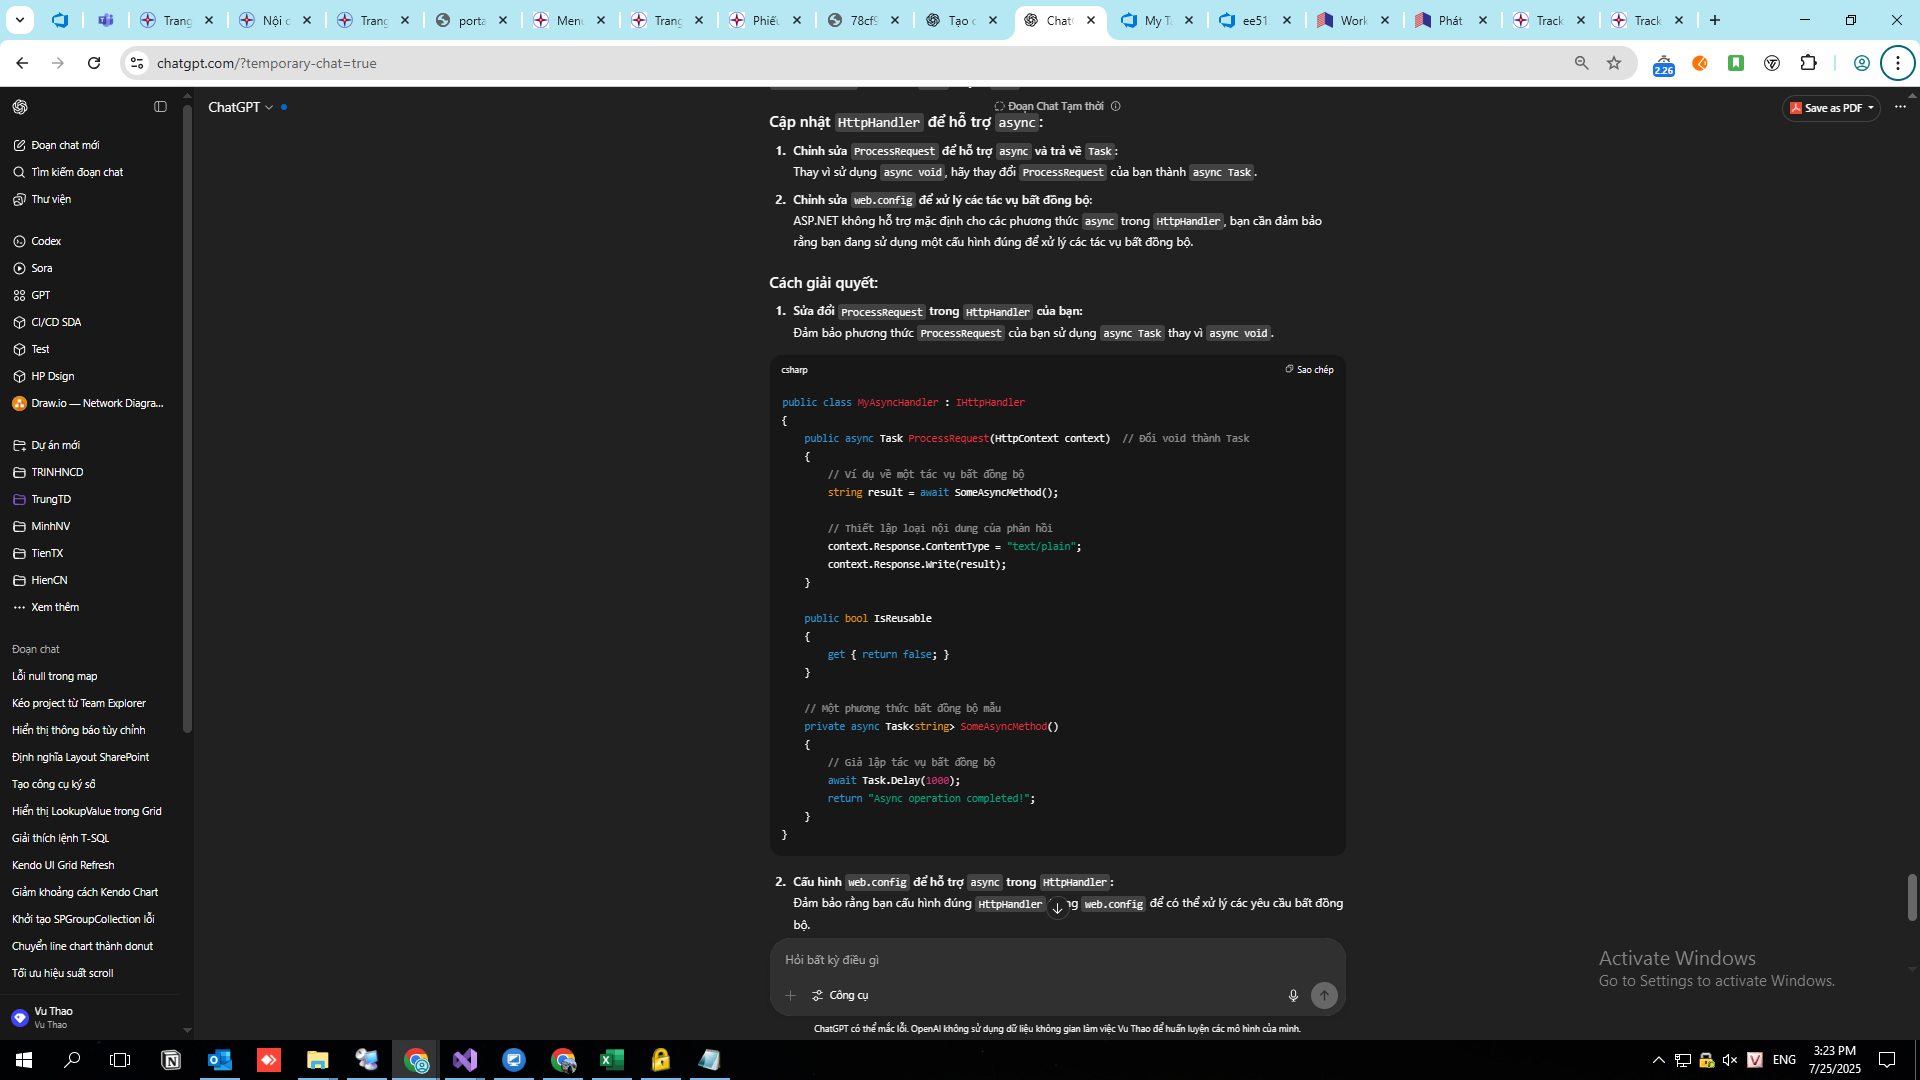 Trang
Nội c
Trang
porta
Menu
Trang
Phiếu
78cf9
Tạo c
Chat
My Ta
ee51
Work
Phát
Track
Track
chatgpt.com/?temporary-chat=true
2.26
ChatGPT
Đoạn Chat Tạm thời
Save as PDF
Đoạn chat mới
Tìm kiếm đoạn chat
Thư viện
Codex
Sora
GPT
CI/CD SDA
Test
HP Dsign
Draw.io — Network Diagra...
Dự án mới
TRINHNCD
TrungTD
MinhNV
TienTX
HienCN
Xem thêm
Đoạn chat
Lỗi null trong map
Kéo project từ Team Explorer
Hiển thị thông báo tùy chỉnh
Định nghĩa Layout SharePoint
Tạo công cụ ký số
Hiển thị LookupValue trong Grid
Giải thích lệnh T-SQL
Kendo UI Grid Refresh
Giảm khoảng cách Kendo Chart
Khởi tạo SPGroupCollection lỗi
Chuyển line chart thành donut
Tối ưu hiệu suất scroll
Vu Thao
Vu Thao
Cập nhật HttpHandler để hỗ trợ async:
1. Chỉnh sửa ProcessRequest để hỗ trợ async và trả về Task:
Thay vì sử dụng async void, hãy thay đổi ProcessRequest của bạn thành async Task.
2. Chỉnh sửa web.config để xử lý các tác vụ bất đồng bộ:
ASP.NET không hỗ trợ mặc định cho các phương thức async trong HttpHandler, bạn cần đảm bảo
rằng bạn đang sử dụng một cấu hình đúng để xử lý các tác vụ bất đồng bộ.
Cách giải quyết:
1. Sửa đổi ProcessRequest trong HttpHandler của bạn:
Đảm bảo phương thức ProcessRequest của bạn sử dụng async Task thay vì async void.
csharp
Sao chép
public class MyAsyncHandler : IHttpHandler
{
public async Task ProcessRequest(HttpContext context) // Đổi void thành Task
{
// Ví dụ về một tác vụ bất đồng bộ
string result = await SomeAsyncMethod();
// Thiết lập loại nội dung của phản hồi
context.Response.ContentType = "text/plain";
context.Response.Write(result);
}
public bool IsReusable
{
get { return false; }
}
// Một phương thức bất đồng bộ mẫu
private async Task<string> SomeAsyncMethod()
{
// Giả lập tác vụ bất đồng bộ
await Task.Delay(1000);
return "Async operation completed!";
}
}
2. Cấu hình web.config để hỗ trợ async trong HttpHandler:
Đảm bảo rằng bạn cấu hình đúng HttpHandler ng web.config để có thể xử lý các yêu cầu bất đồng
bộ.
Hỏi bất kỳ điều gì
Công cụ
ChatGPT có thể mắc lỗi. OpenAI không sử dụng dữ liệu không gian làm việc Vu Thao để huấn luyện các mô hình của mình.
Activate Windows
Go to Settings to activate Windows.
ENG
3:23 PM
7/25/2025